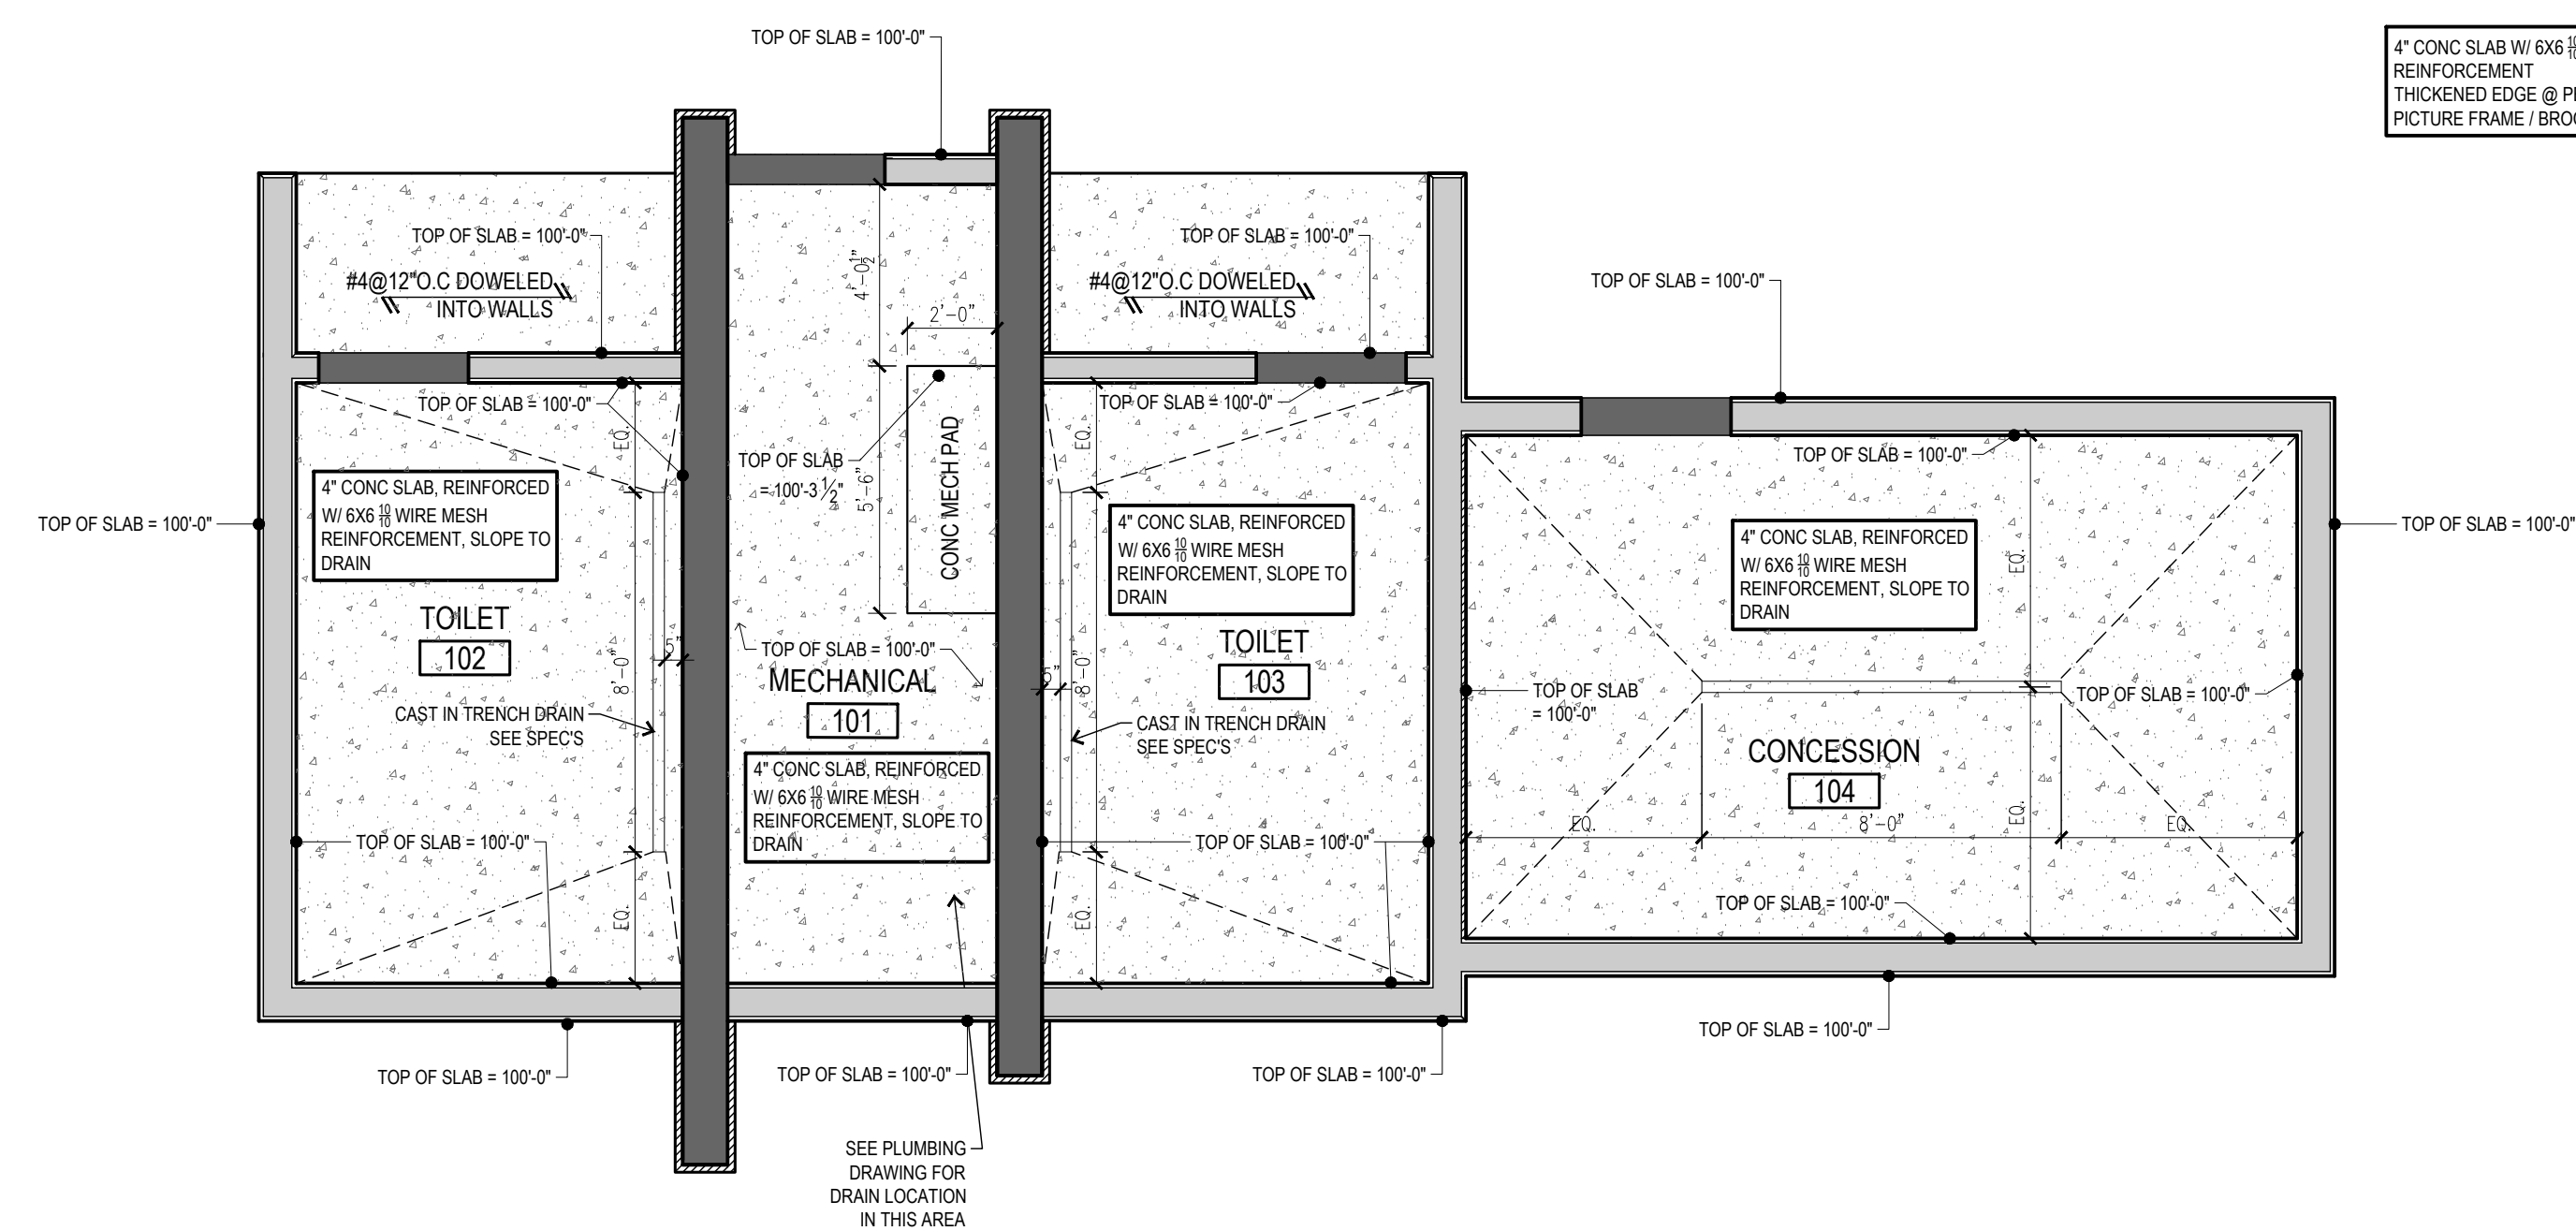 TOP OF SLAB = 100'-0"
4" CONC SLAB W/ 6X6 10/10
REINFORCEMENT
THICKENED EDGE @
PICTURE FRAME /
TOP OF SLAB = 100'-0"
#4@12"O.C DOWELED
INTO WALLS
4'-0 1/2"
2'-0"
TOP OF SLAB = 100'-0"
#4@12"O.C DOWELED
INTO WALLS
TOP OF SLAB = 100'-0"
TOP OF SLAB = 100'-0"
EQ.
4" CONC SLAB, REINFORCED
W/ 6X6 10/10 WIRE MESH
REINFORCEMENT, SLOPE TO
DRAIN
TOP OF SLAB = 100'-0"
TOILET
102
8'-0"
5"
CAST IN TRENCH DRAIN
SEE SPEC'S
TOP OF SLAB = 100'-0"
EQ.
TOP OF SLAB = 100'-0"
TOP OF SLAB
= 100'-3 1/2"
5'-6"
CONC MECH PAD
TOP OF SLAB = 100'-0"
MECHANICAL
101
4" CONC SLAB, REINFORCED
W/ 6X6 10/10 WIRE MESH
REINFORCEMENT, SLOPE TO
DRAIN
TOP OF SLAB = 100'-0"
SEE PLUMBING
DRAWING FOR
DRAIN LOCATION
IN THIS AREA
TOP OF SLAB = 100'-0"
EQ.
4" CONC SLAB, REINFORCED
W/ 6X6 10/10 WIRE MESH
REINFORCEMENT, SLOPE TO
DRAIN
TOILET
103
5"
8'-0"
CAST IN TRENCH DRAIN
SEE SPEC'S
TOP OF SLAB = 100'-0"
EQ.
TOP OF SLAB = 100'-0"
TOP OF SLAB = 100'-0"
4" CONC SLAB, REINFORCED
W/ 6X6 10/10 WIRE MESH
REINFORCEMENT, SLOPE TO
DRAIN
EQ.
TOP OF SLAB = 100'-0"
TOP OF SLAB
= 100'-0"
TOP OF SLAB = 100'-0"
CONCESSION
104
EQ.
EQ.
8'-0"
EQ.
TOP OF SLAB = 100'-0"
TOP OF SLAB = 100'-0"